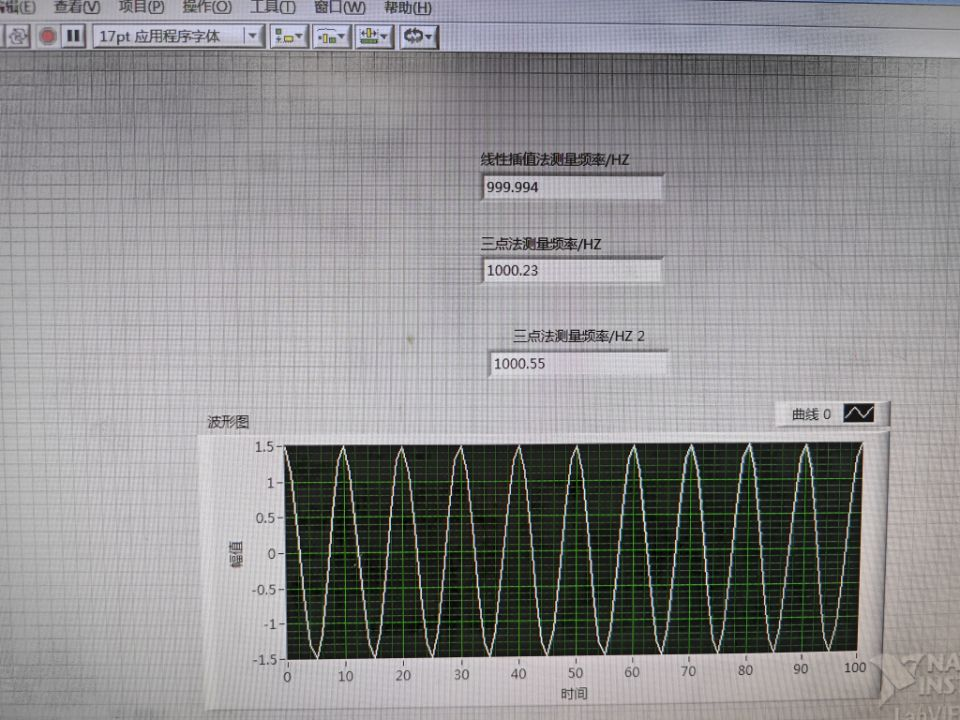 编辑(E) 查看(V) 项目(P) 操作(O) 工具(T) 窗口(W) 帮助(H)
17pt 应用程序字体
线性插值法测量频率/HZ
999.994
三点法测量频率/HZ
1000.23
三点法测量频率/HZ 2
1000.55
波形图
曲线 0
1.5
1
0.5
0
-0.5
-1
-1.5
幅值
0 10 20 30 40 50 60 70 80 90 100
时间
NA
INST